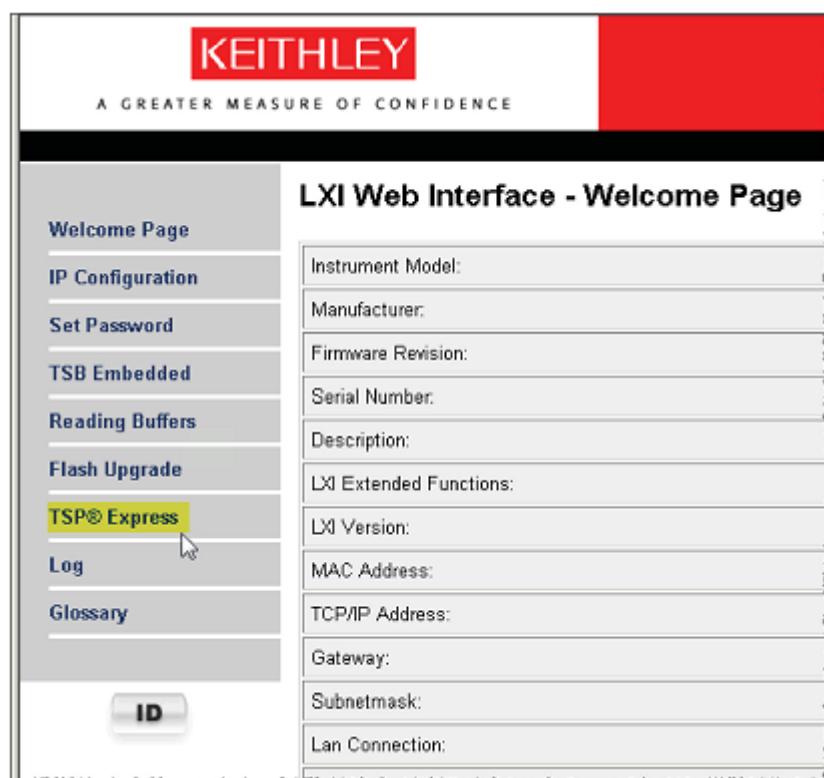 KEITHLEY
A GREATER MEASURE OF CONFIDENCE
Welcome Page
IP Configuration
Set Password
TSB Embedded
Reading Buffers
Flash Upgrade
TSP® Express
Log
Glossary
ID
LXI Web Interface - Welcome Page
Instrument Model:
Manufacturer:
Firmware Revision:
Serial Number:
Description:
LXI Extended Functions:
LXI Version:
MAC Address:
TCP/IP Address:
Gateway:
Subnetmask:
Lan Connection: